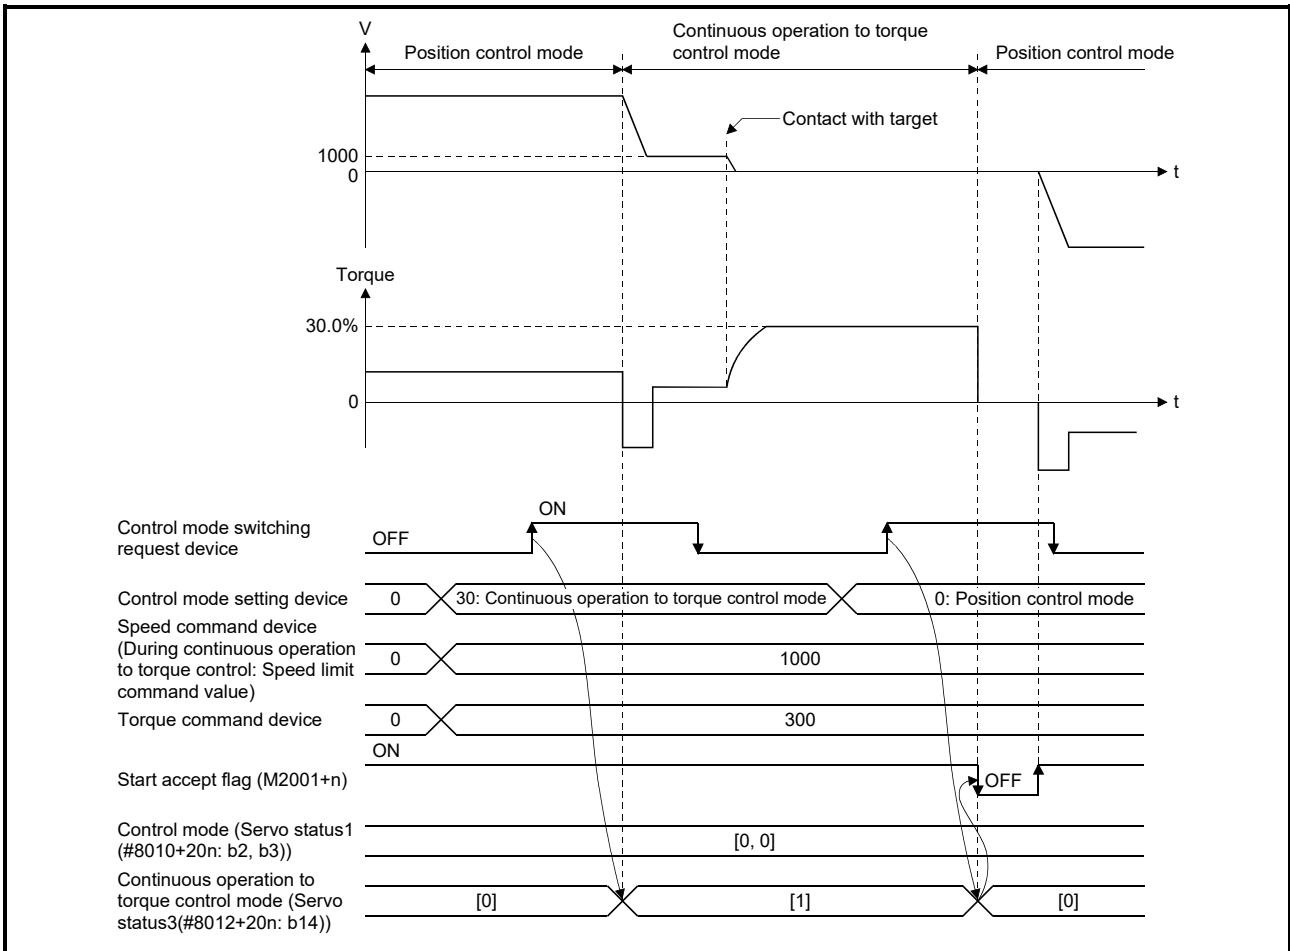 V
Position control mode
Continuous operation to torque
control mode
Position control mode
Contact with target
1000
0
t
Torque
30.0%
0
t
Control mode switching
request device
OFF
ON
Control mode setting device
0
30: Continuous operation to torque control mode
0: Position control mode
Speed command device
(During continuous operation
to torque control: Speed limit
command value)
0
1000
Torque command device
0
300
ON
Start accept flag (M2001+n)
OFF
Control mode (Servo status1
(#8010+20n: b2, b3))
[0, 0]
Continuous operation to
torque control mode (Servo
status3(#8012+20n: b14))
[0]
[1]
[0]